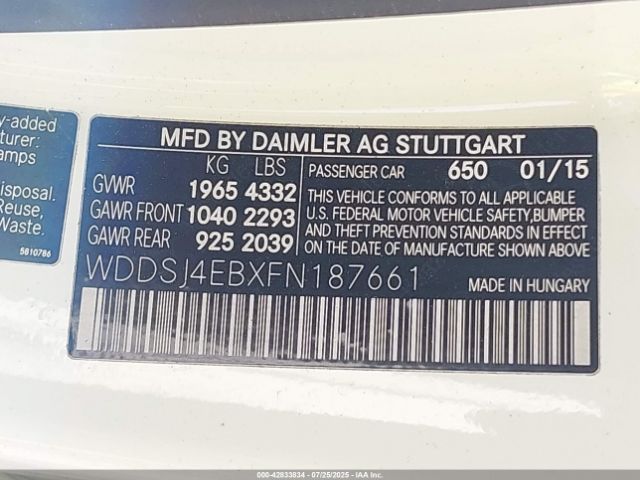 y-added
cturer:
amps
disposal.
Reuse,
Waste.
5810786
MFD BY DAIMLER AG STUTTGART
KG LBS
GVWR 1965 4332
GAWR FRONT 1040 2293
GAWR REAR 925 2039
PASSENGER CAR 650 01/15
THIS VEHICLE CONFORMS TO ALL APPLICABLE
U.S. FEDERAL MOTOR VEHICLE SAFETY,BUMPER
AND THEFT PREVENTION STANDARDS IN EFFECT
ON THE DATE OF MANUFACTURE SHOWN ABOVE.
WDDSJ4EBXFN187661 MADE IN HUNGARY
000-42833834 - 07/25/2025 - IAA, Inc.